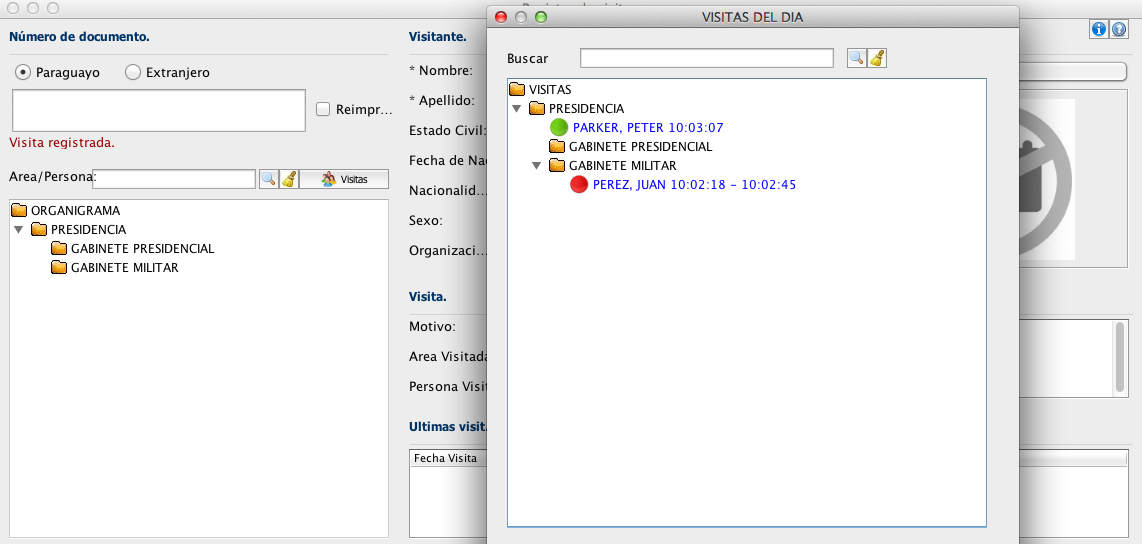 Número de documento.
Paraguayo
Extranjero
Reimpr...
Visita registrada.
Area/Persona:
Visitas
ORGANIGRAMA
PRESIDENCIA
GABINETE PRESIDENCIAL
GABINETE MILITAR
Visitante.
* Nombre:
* Apellido:
Estado Civil:
Fecha de Nac
Nacionalid...
Sexo:
Organizaci...
Visita.
Motivo:
Area Visitada
Persona Visit
Ultimas visit.
Fecha Visita
VISITAS DEL DIA
Buscar
VISITAS
PRESIDENCIA
PARKER, PETER 10:03:07
GABINETE PRESIDENCIAL
GABINETE MILITAR
PEREZ, JUAN 10:02:18 - 10:02:45